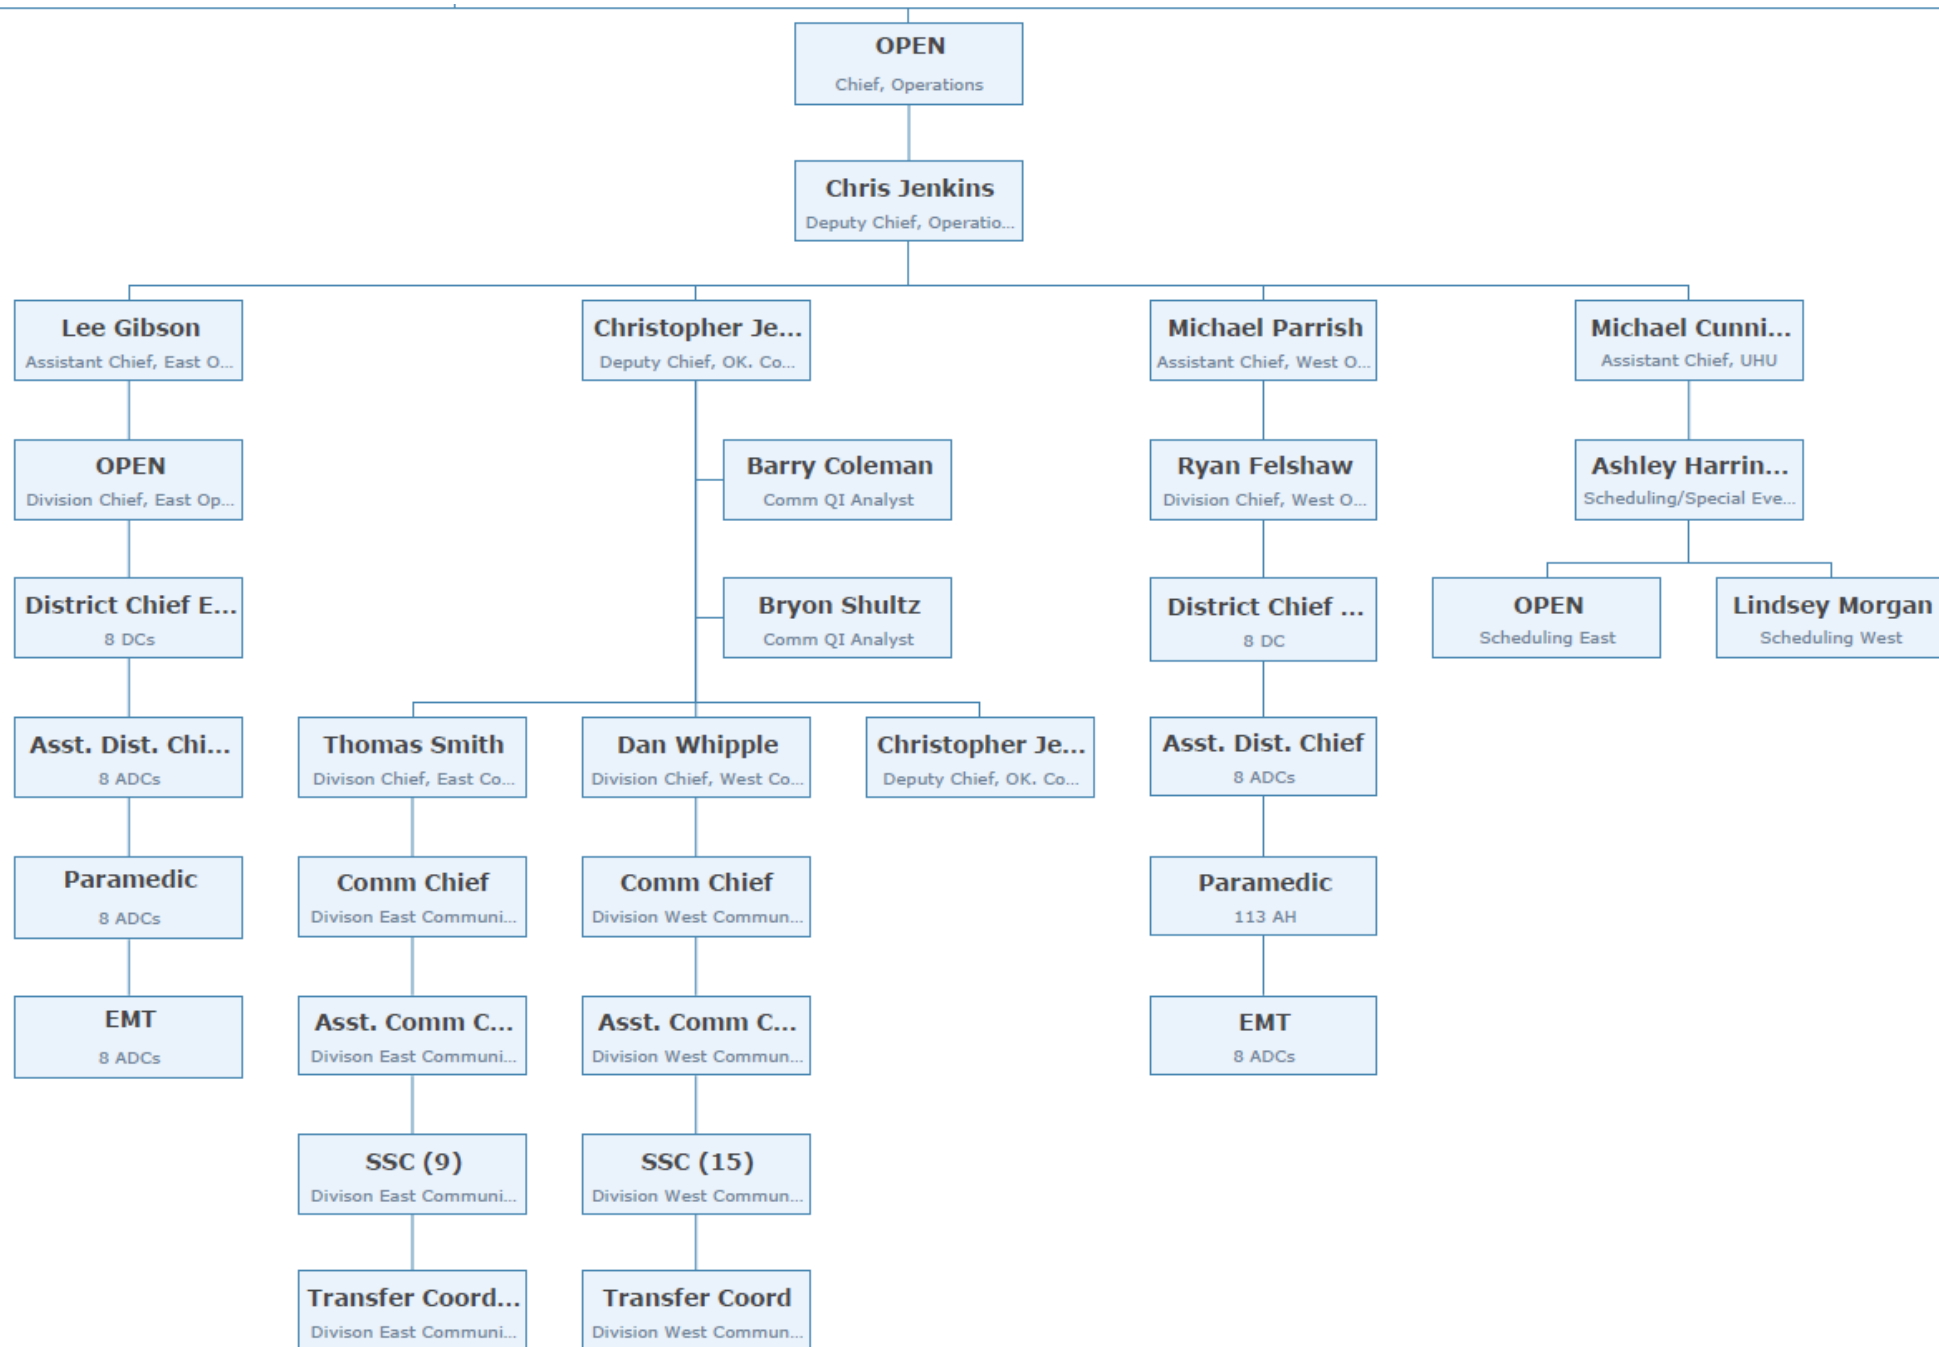 OPEN
Chief, Operations
Chris Jenkins
Deputy Chief, Operatio...
Lee Gibson
Assistant Chief, East O...
Christopher Je...
Deputy Chief, OK. Co...
Michael Parrish
Assistant Chief, West O...
Michael Cunni...
Assistant Chief, UHU
OPEN
Division Chief, East Op...
Barry Coleman
Comm QI Analyst
Ryan Felshaw
Division Chief, West O...
Ashley Harrin...
Scheduling/Special Eve...
District Chief E...
8 DCs
Bryon Shultz
Comm QI Analyst
District Chief ...
8 DC
OPEN
Scheduling East
Lindsey Morgan
Scheduling West
Asst. Dist. Chi...
8 ADCs
Thomas Smith
Divison Chief, East Co...
Dan Whipple
Division Chief, West Co...
Christopher Je...
Deputy Chief, OK. Co...
Asst. Dist. Chief
8 ADCs
Paramedic
8 ADCs
Comm Chief
Divison East Communi...
Comm Chief
Division West Commun...
Paramedic
113 AH
EMT
8 ADCs
Asst. Comm C...
Divison East Communi...
Asst. Comm C...
Division West Commun...
EMT
8 ADCs
SSC (9)
Divison East Communi...
SSC (15)
Division West Commun...
Transfer Coord...
Divison East Communi...
Transfer Coord
Division West Commun...